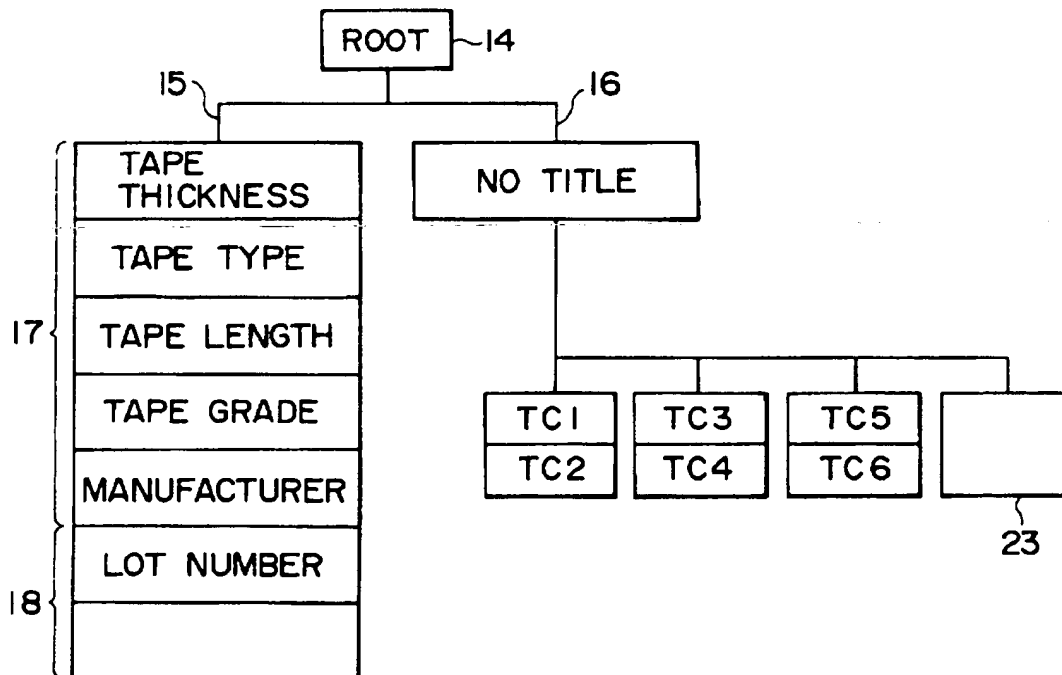 ROOT
14
15
16
TAPE
THICKNESS
NO TITLE
TAPE TYPE
17
TAPE LENGTH
TAPE GRADE
TC1
TC3
TC5
TC2
TC4
TC6
MANUFACTURER
23
LOT NUMBER
18